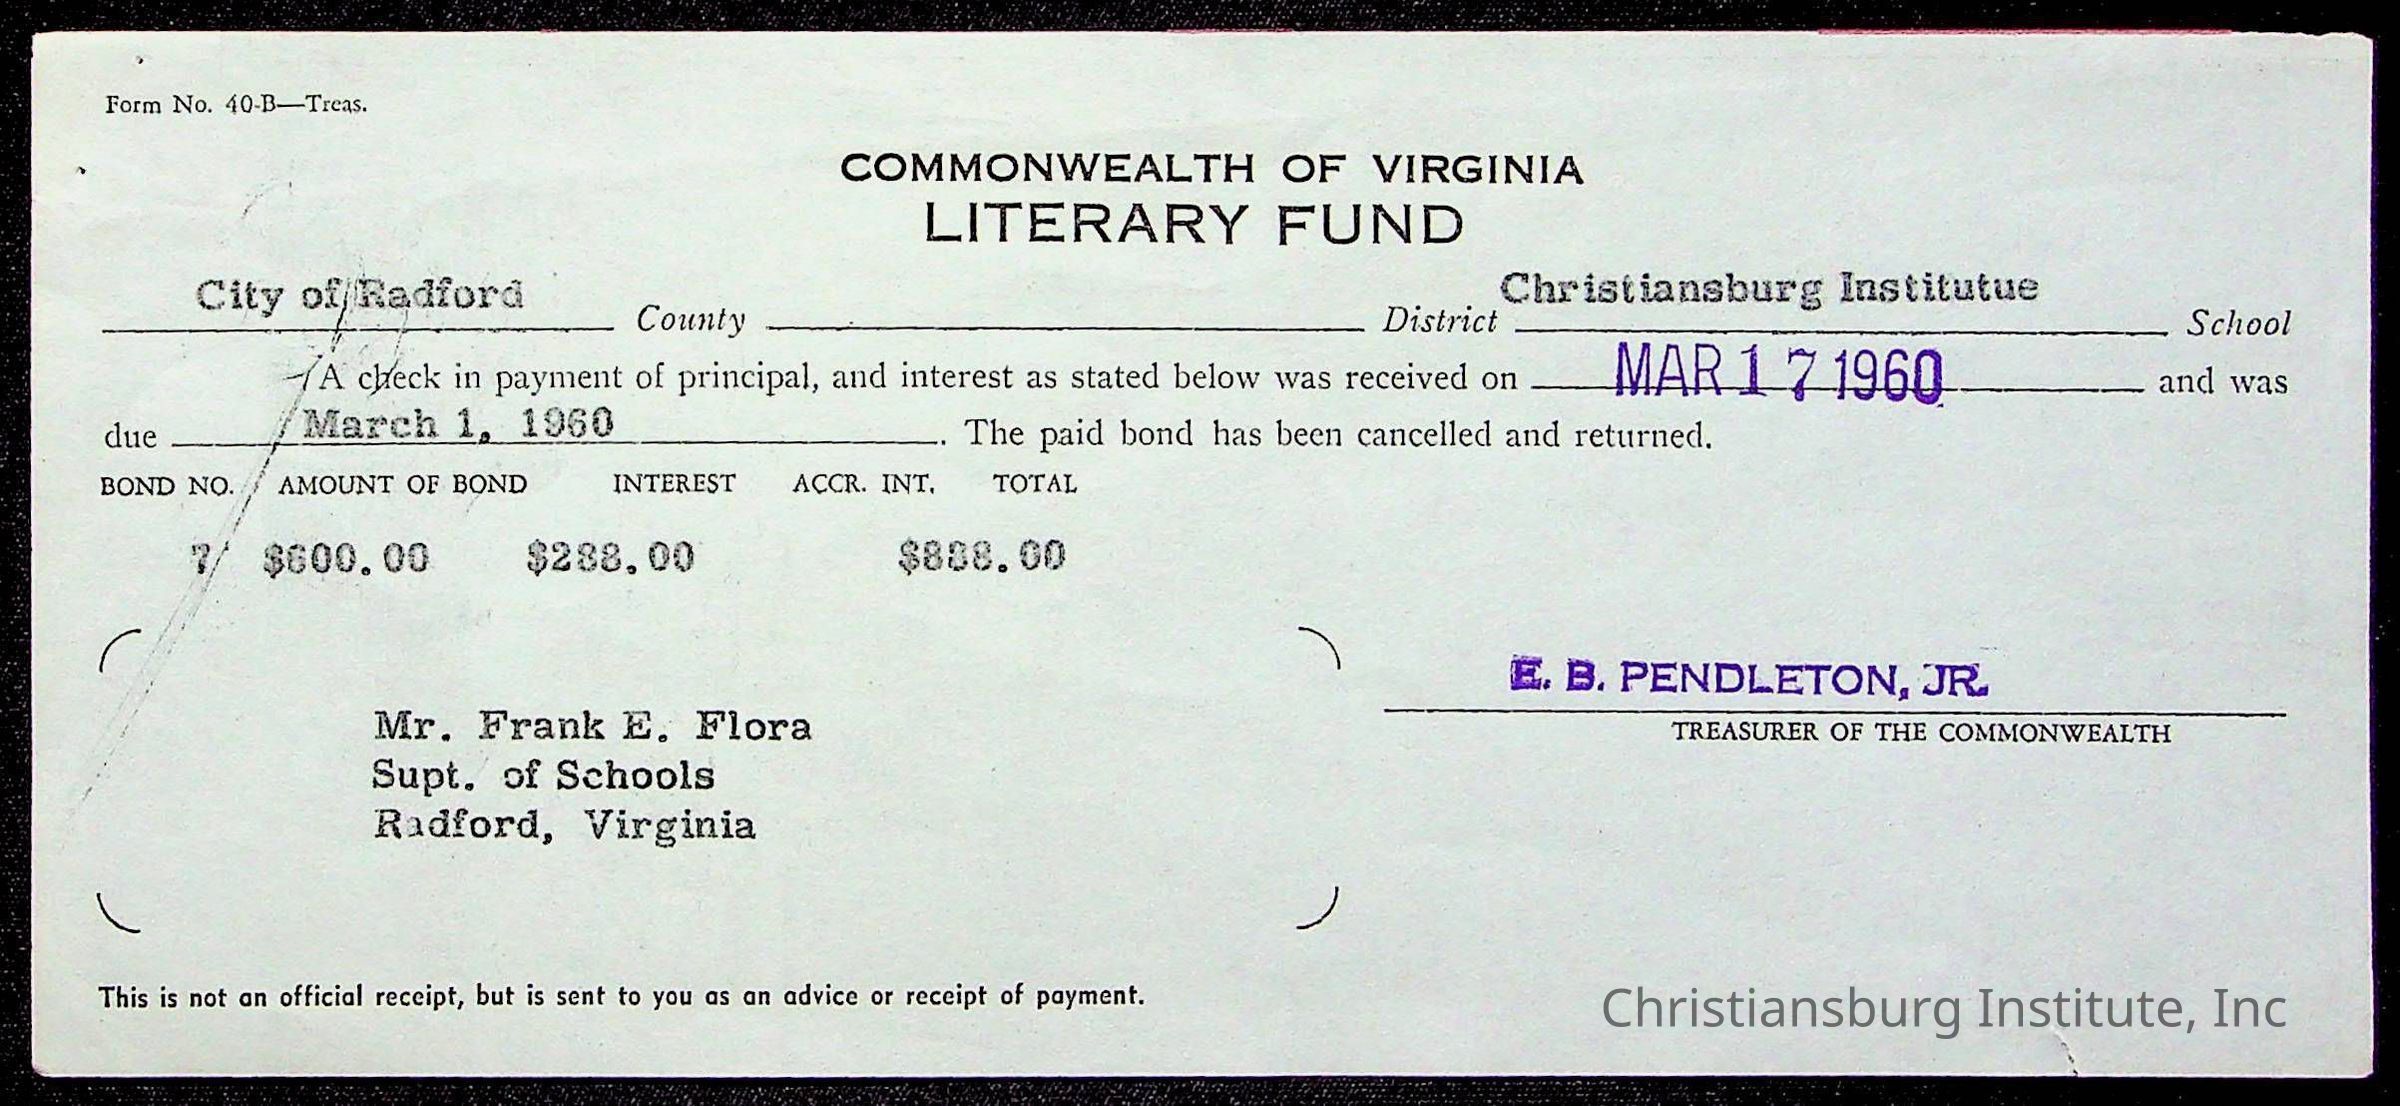 Form No. 40-B—Treas.
COMMONWEALTH OF VIRGINIA
LITERARY FUND
City of Radford County District Christiansburg Institutue School
A check in payment of principal, and interest as stated below was received on MAR 17 1960 and was
due March 1, 1960. The paid bond has been cancelled and returned.
BOND NO. AMOUNT OF BOND INTEREST ACCR. INT. TOTAL
7 $600.00 $288.00 $888.00
E. B. PENDLETON, JR.
TREASURER OF THE COMMONWEALTH
Mr. Frank E. Flora
Supt. of Schools
Radford, Virginia
This is not an official receipt, but is sent to you as an advice or receipt of payment.
Christiansburg Institute, Inc